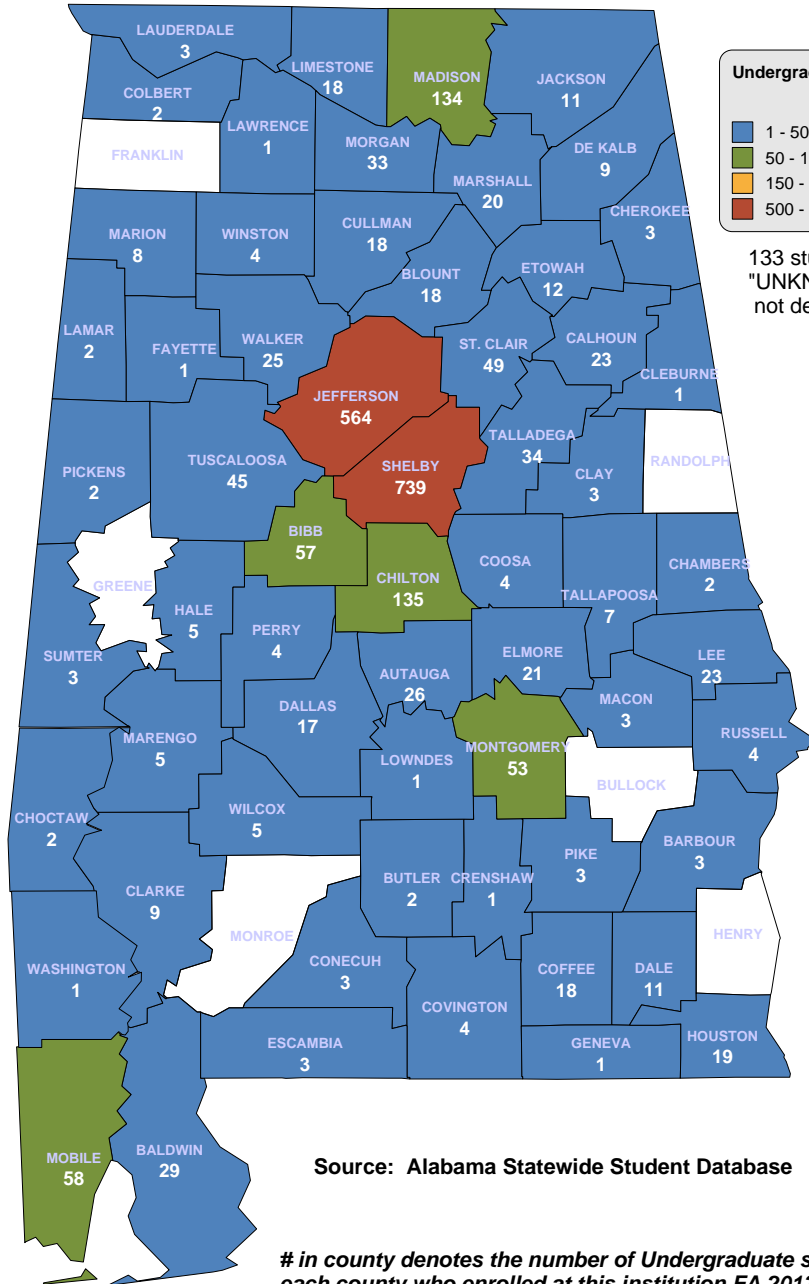 LAUDERDALE
3
LIMESTONE
18
MADISON
134
JACKSON
11
COLBERT
2
LAWRENCE
1
FRANKLIN
MORGAN
33
DE KALB
9
MARSHALL
20
CHEROKEE
3
MARION
8
WINSTON
4
CULLMAN
18
BLOUNT
18
ETOWAH
12
LAMAR
2
FAYETTE
1
WALKER
25
ST. CLAIR
49
CALHOUN
23
CLEBURNE
1
JEFFERSON
564
SHELBY
739
TALLADEGA
34
CLAY
3
RANDOLPH
PICKENS
2
TUSCALOOSA
45
BIBB
57
CHILTON
135
COOSA
4
TALLAPOOSA
7
CHAMBERS
2
GREENE
HALE
5
PERRY
4
SUMTER
3
AUTAUGA
26
ELMORE
21
LEE
23
MACON
3
RUSSELL
4
DALLAS
17
MARENGO
5
LOWNDES
1
MONTGOMERY
53
BULLOCK
CHOCTAW
2
WILCOX
5
CLARKE
9
BUTLER
2
CRENSHAW
1
PIKE
3
BARBOUR
3
MONROE
HENRY
WASHINGTON
1
CONECUH
3
COVINGTON
4
COFFEE
18
DALE
11
ESCAMBIA
3
GENEVA
1
HOUSTON
19
MOBILE
58
BALDWIN
29
Undergrad
1 - 50
50 - 1
150 -
500 -
133 stu
"UNKN
not de
Source: Alabama Statewide Student Database
# in county denotes the number of Undergraduate s
each county who enrolled at this institution FA 201